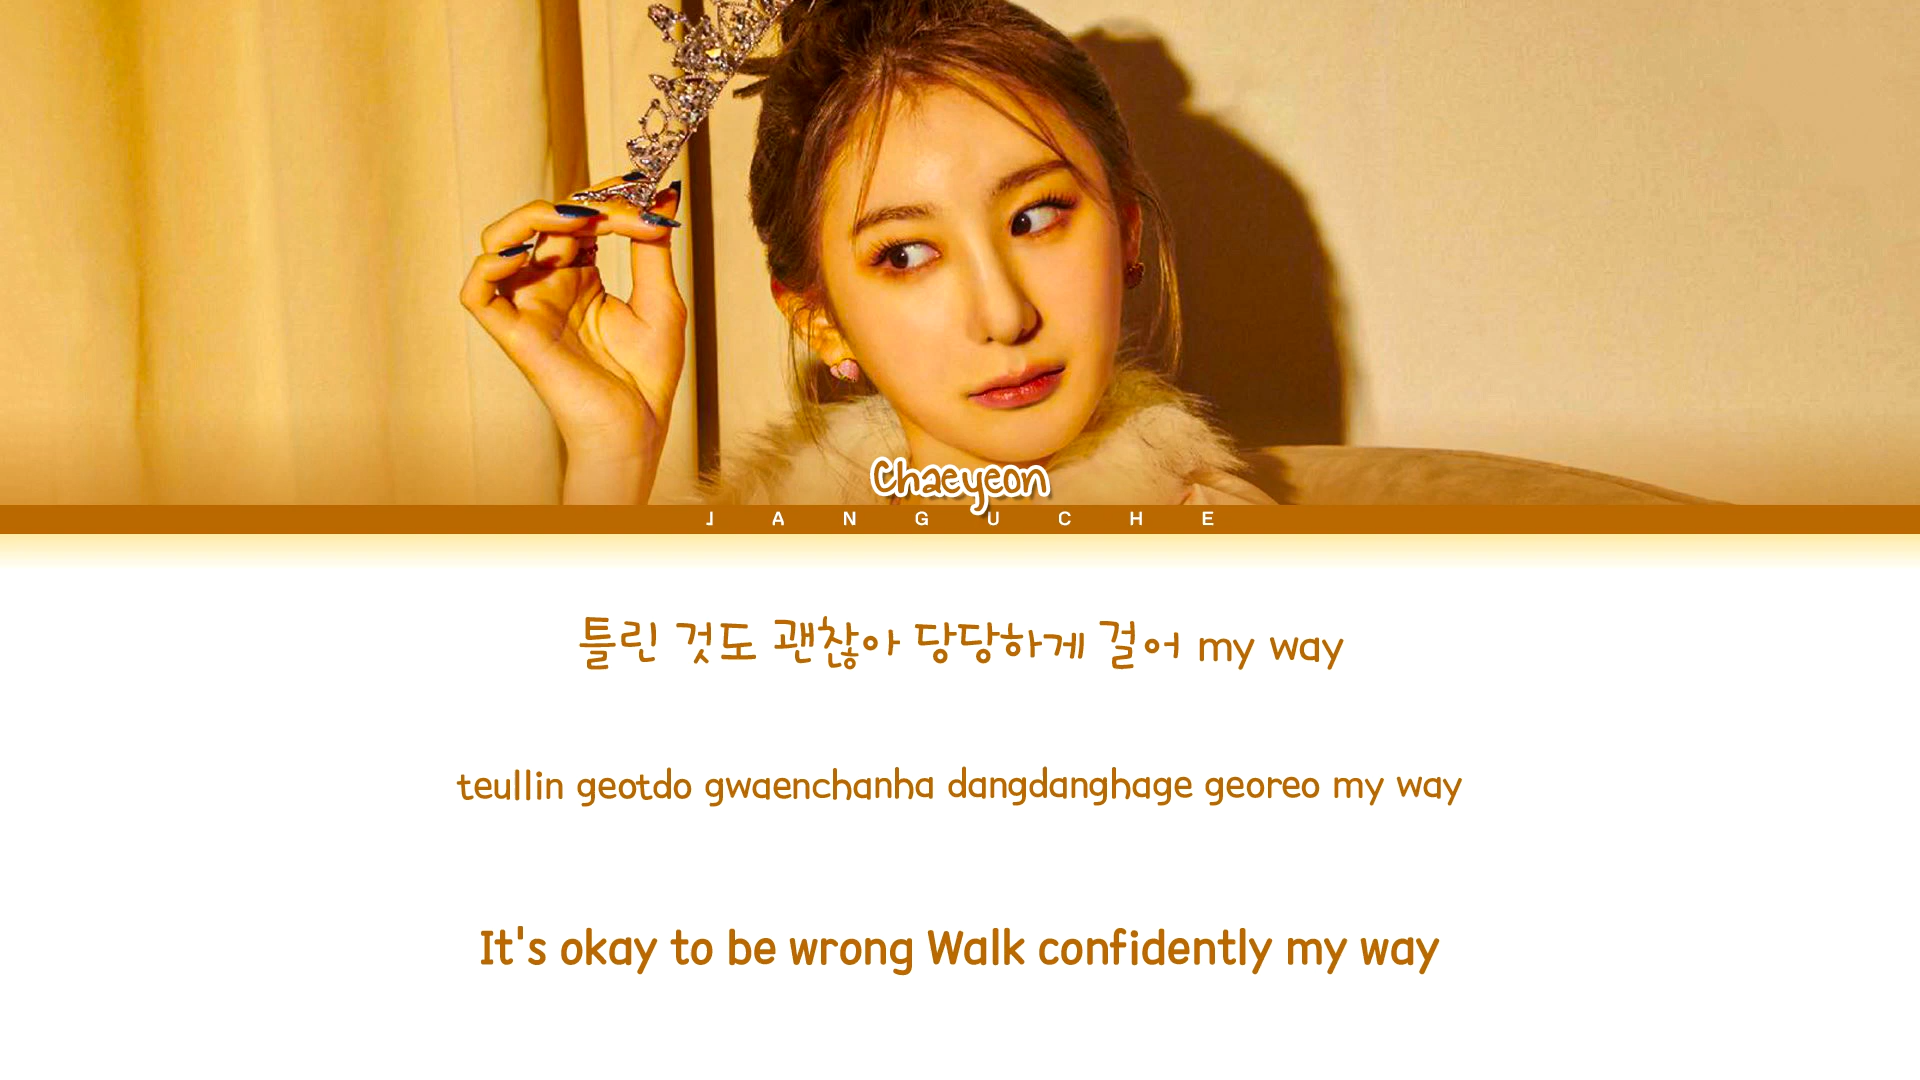 Chaeyeon
JANGUCHE
틀린 것도 괜찮아 당당하게 걸어 my way
teullin geotdo gwaenchanha dangdanghage georeo my way
It's okay to be wrong Walk confidently my way